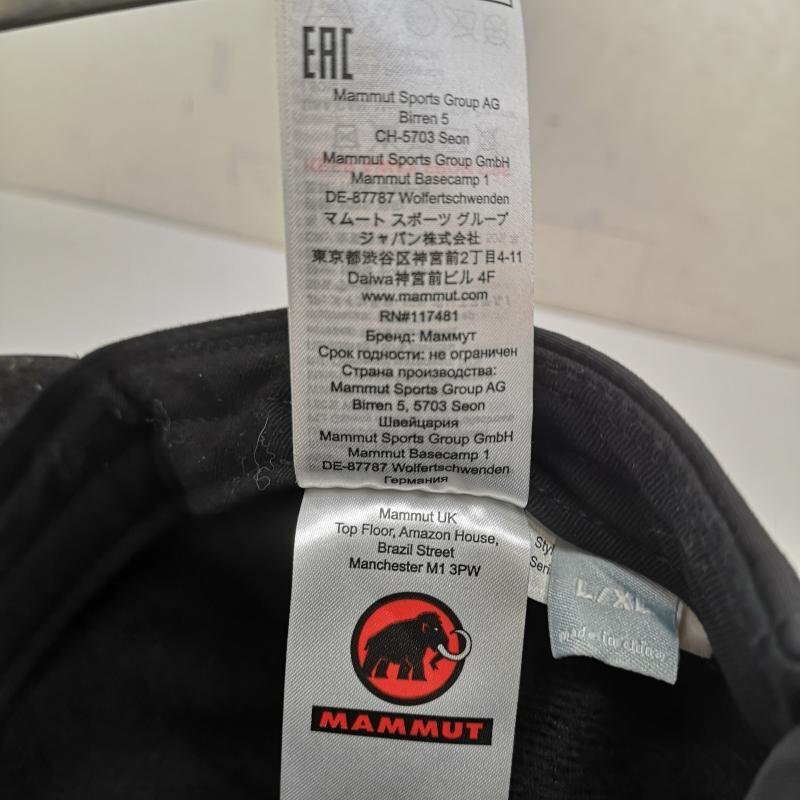 EAC
Mammut Sports Group AG
Birren 5
CH-5703 Seon
Mammut Sports Group GmbH
Mammut Basecamp 1
DE-87787 Wolfertschwenden
マムート スポーツ グループ
ジャパン株式会社
東京都渋谷区神宮前2丁目4-11
Daiwa神宮前ビル 4F
www.mammut.com
RN#117481
Бренд: Маммут
Срок годности: не ограничен
Страна производства:
Mammut Sports Group AG
Birren 5, 5703 Seon
Швейцария
Mammut Sports Group GmbH
Mammut Basecamp 1
DE-87787 Wolfertschwenden
Германия
Mammut UK
Top Floor, Amazon House,
Brazil Street
Manchester M1 3PW
MAMMUT
Sty
Seri
L/XL
made in china